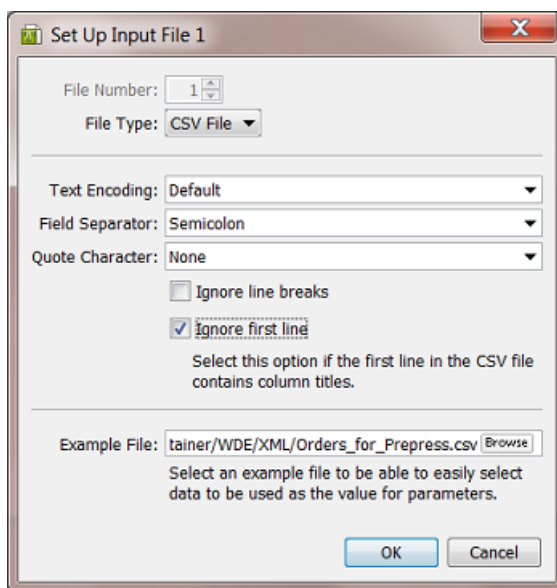 Set Up Input File 1
File Number: 1
File Type: CSV File
Text Encoding: Default
Field Separator: Semicolon
Quote Character: None
Ignore line breaks
Ignore first line
Select this option if the first line in the CSV file
contains column titles.
Example File: tainer/WDE/XML/Orders_for_Prepress.csv Browse
Select an example file to be able to easily select
data to be used as the value for parameters.
OK Cancel